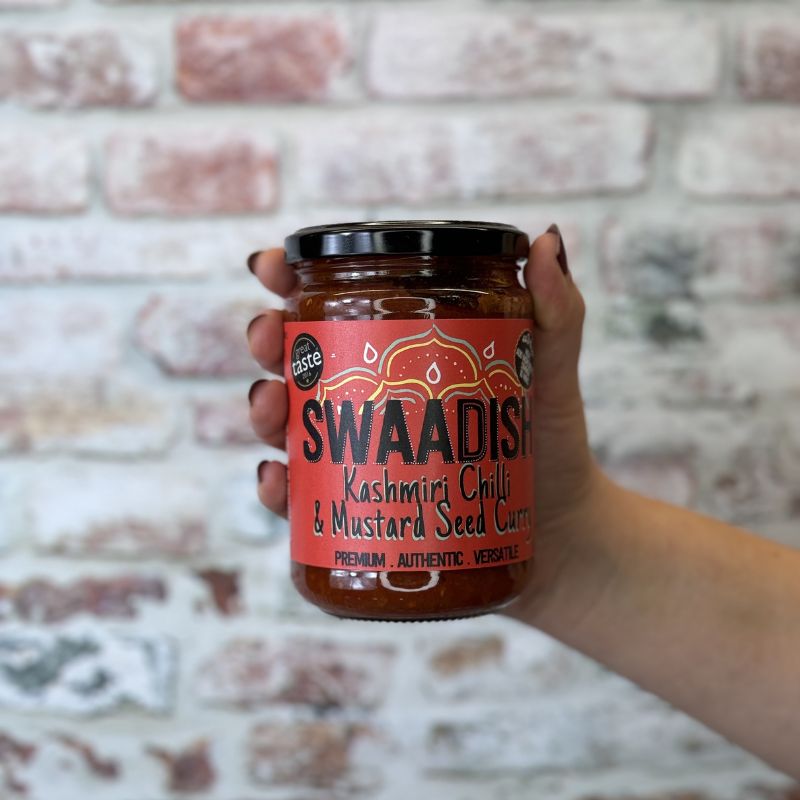 great
taste
SWAADISH
Kashmiri Chilli
& Mustard Seed Curry
PREMIUM . AUTHENTIC . VERSATILE